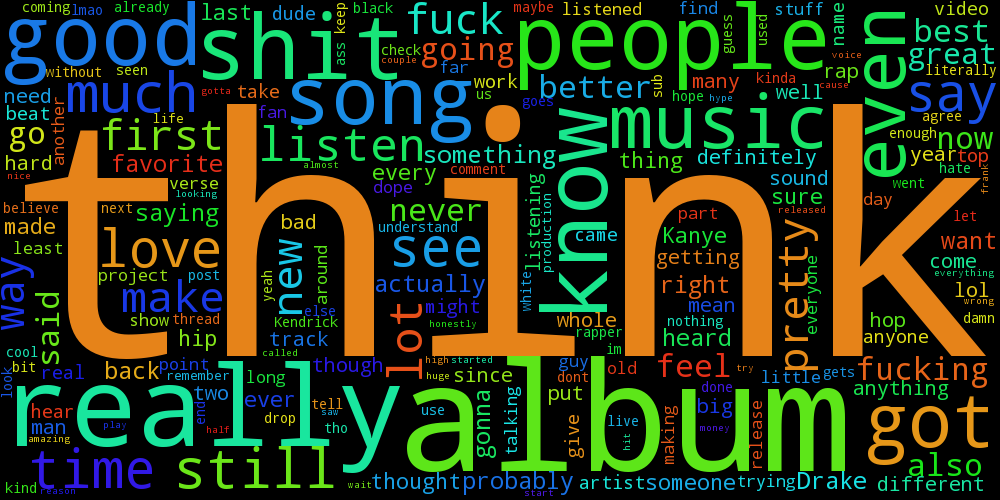 coming
lmao
already
last
dude
keep
black
fuck
maybe
listened
find
stuff
name
video
good
shit
ass
check
couple
going
people
guess
used
voice
even
best
great
literally
without
seen
gotta
take
song
far
work
us
better
sub
many
kinda
rap
cause
well
say
need
much
beat
another
life
fan
goes
hope
hype
music
agree
enough
now
go
first
listen
something
know
thing
definitely
year
top
hard
favorite
almost
comment
every
hate
nice
verse
looking
dope
listening
production
sound
sure
went
frank
believe
think
made
next
saying
bad
never
understand
came
part
released
day
let
least
love
new
see
Kanye
pretty
everyone
want
way
project
post
yeah
around
actually
white
whole
getting
right
come
everything
said
make
else
might
mean
lol
wrong
show
thread
Kendrick
lot
honestly
rapper
nothing
hop
damn
hip
track
im
heard
anyone
cool
called
bit
point
back
though
high
started
guy
feel
try
look
real
remember
long
huge
since
dont
old
little
gets
fucking
really
album
two
ever
tell
use
gonna
talking
put
done
anything
hear
end
drop
saw
live
big
release
got
man
play
half
tho
give
hit
making
money
amazing
time
still
also
kind
reason
wait
thought
probably
start
artist
someone
trying
Drake
different